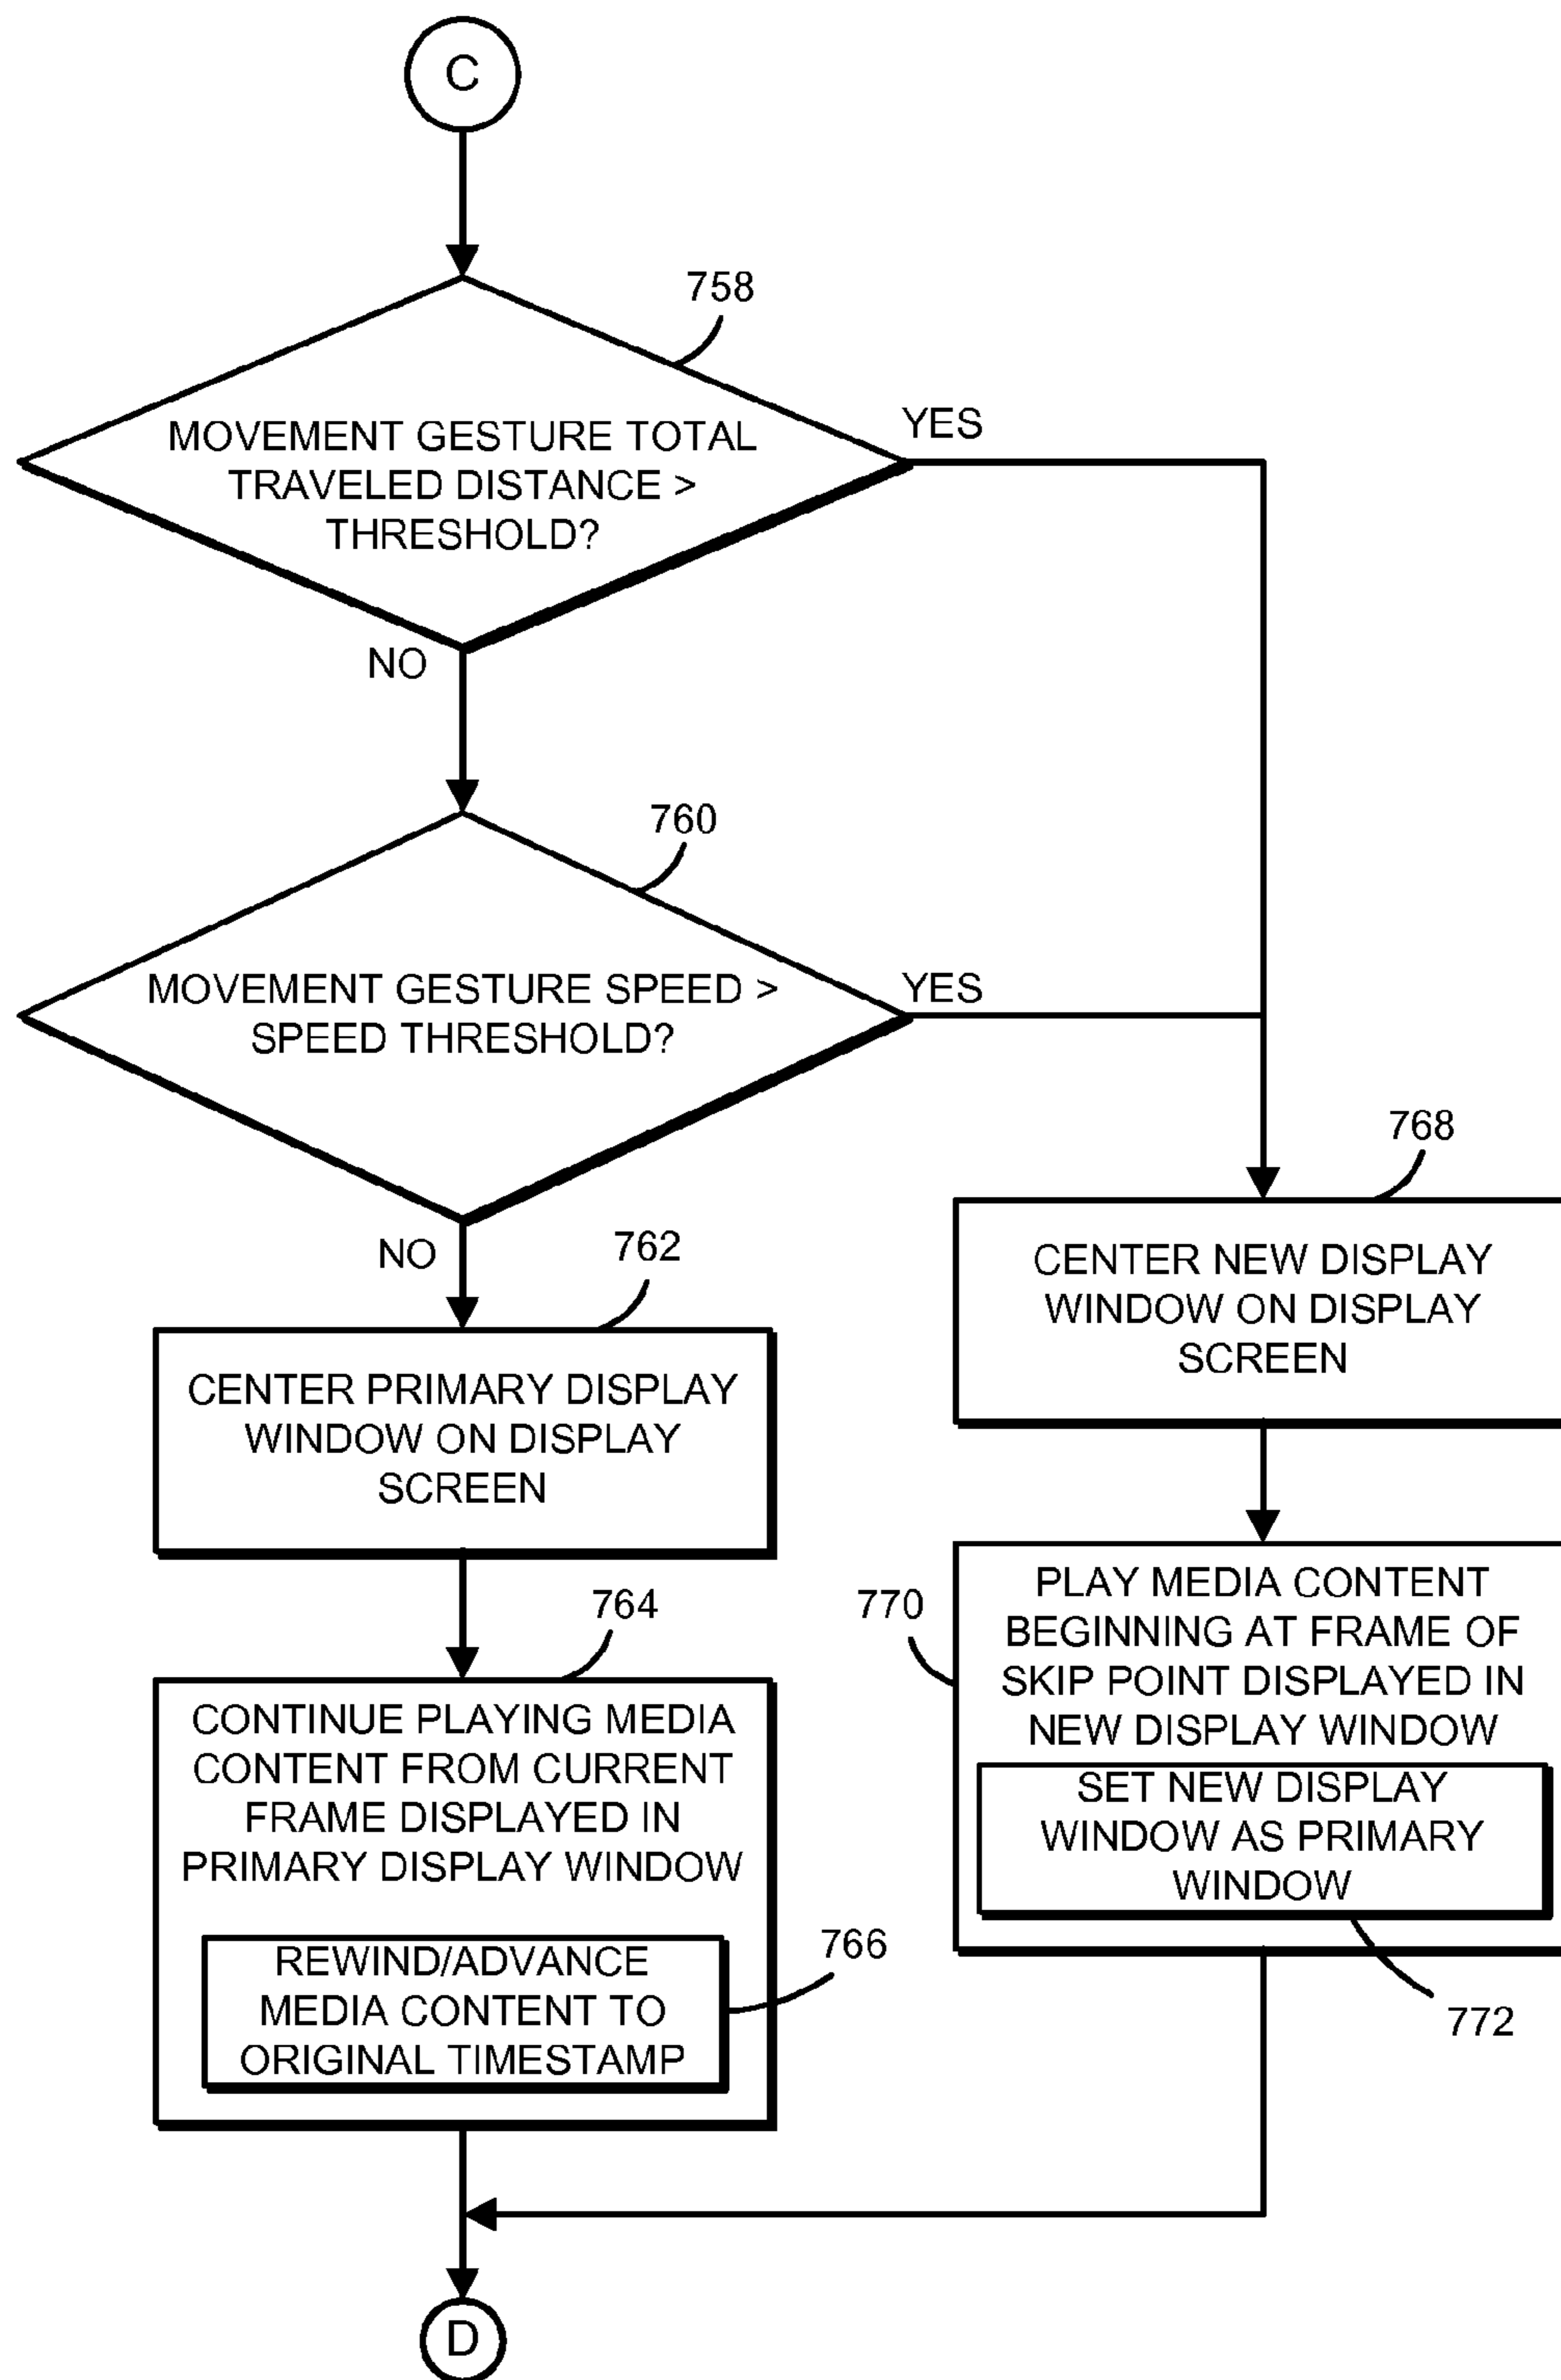 C
758
MOVEMENT GESTURE TOTAL
TRAVELED DISTANCE >
THRESHOLD?
YES
NO
760
MOVEMENT GESTURE SPEED >
SPEED THRESHOLD?
YES
NO
762
CENTER PRIMARY DISPLAY
WINDOW ON DISPLAY
SCREEN
764
CONTINUE PLAYING MEDIA
CONTENT FROM CURRENT
FRAME DISPLAYED IN
PRIMARY DISPLAY WINDOW
REWIND/ADVANCE
MEDIA CONTENT TO
ORIGINAL TIMESTAMP
766
768
CENTER NEW DISPLAY
WINDOW ON DISPLAY
SCREEN
770
PLAY MEDIA CONTENT
BEGINNING AT FRAME OF
SKIP POINT DISPLAYED IN
NEW DISPLAY WINDOW
SET NEW DISPLAY
WINDOW AS PRIMARY
WINDOW
772
D